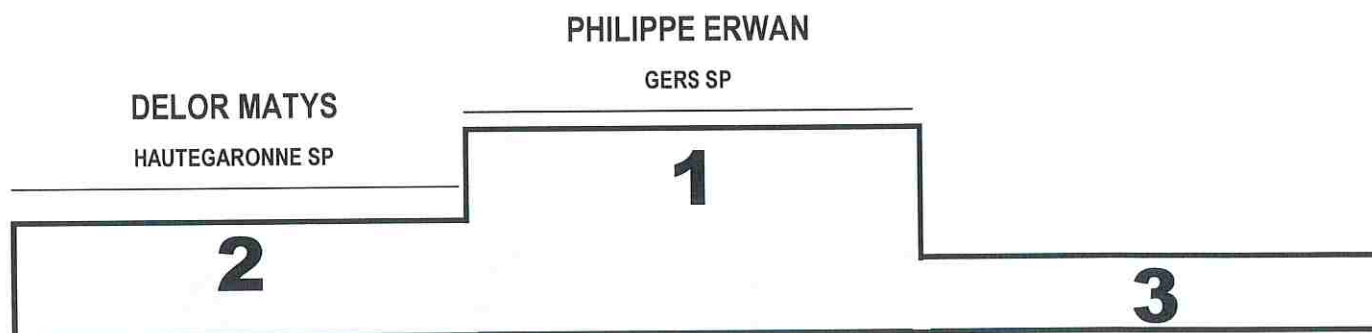 PHILIPPE ERWAN
GERS SP
DELOR MATYS
HAUTEGARONNE SP
1
2
3